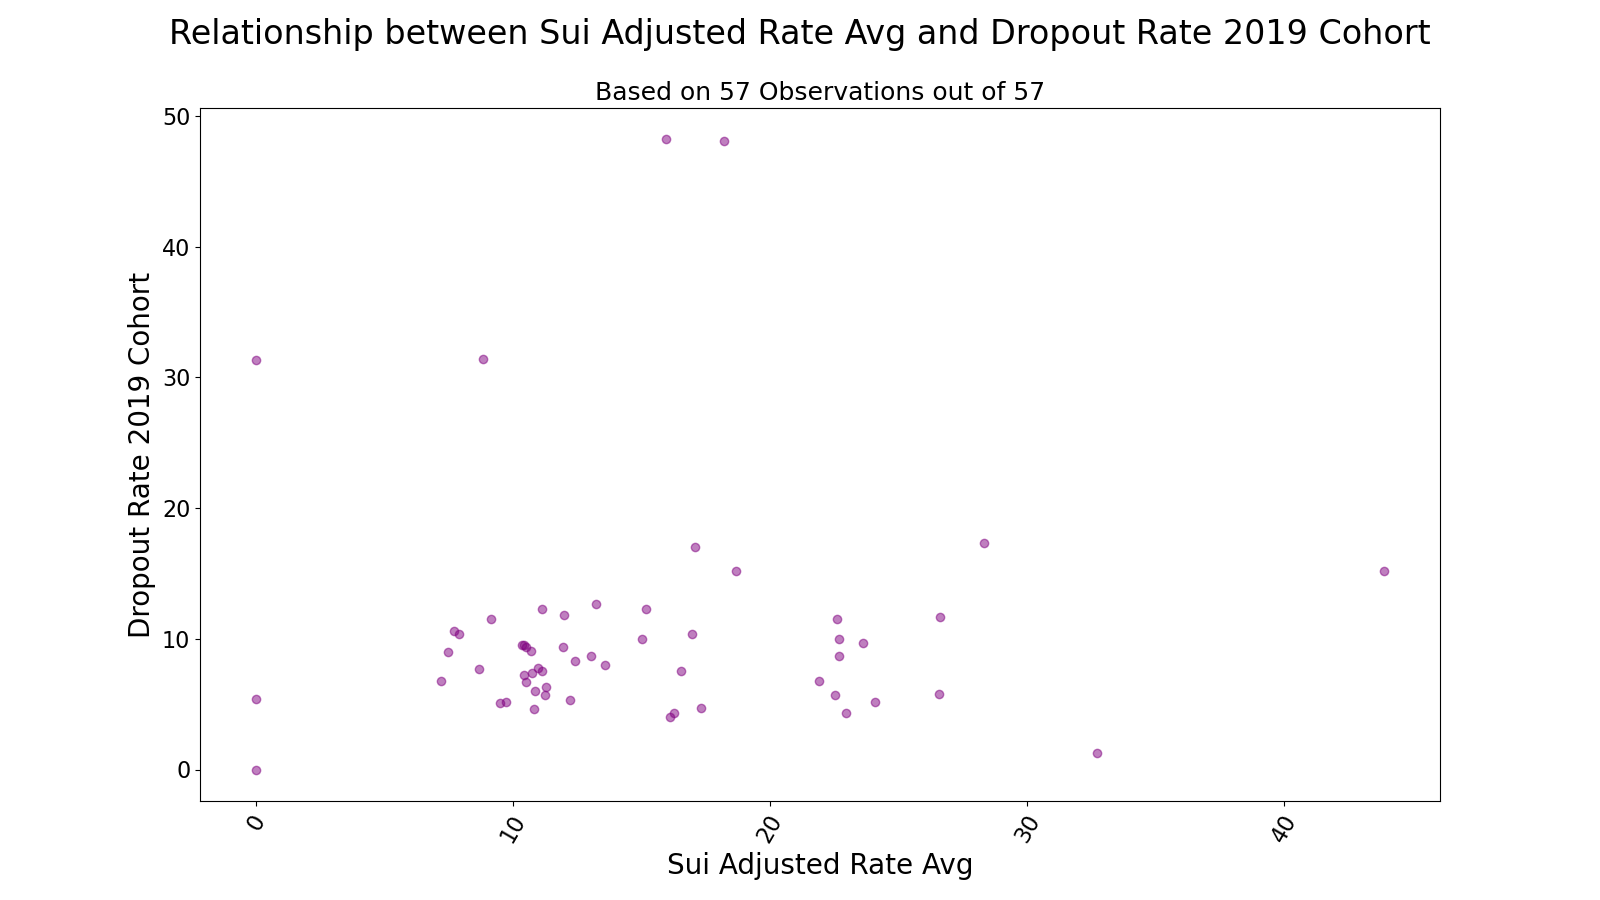 Relationship between Sui Adjusted Rate Avg and Dropout Rate 2019 Cohort
Based on 57 Observations out of 57
50
40
30
20
10
0
Dropout Rate 2019 Cohort
0
10
20
30
40
Sui Adjusted Rate Avg